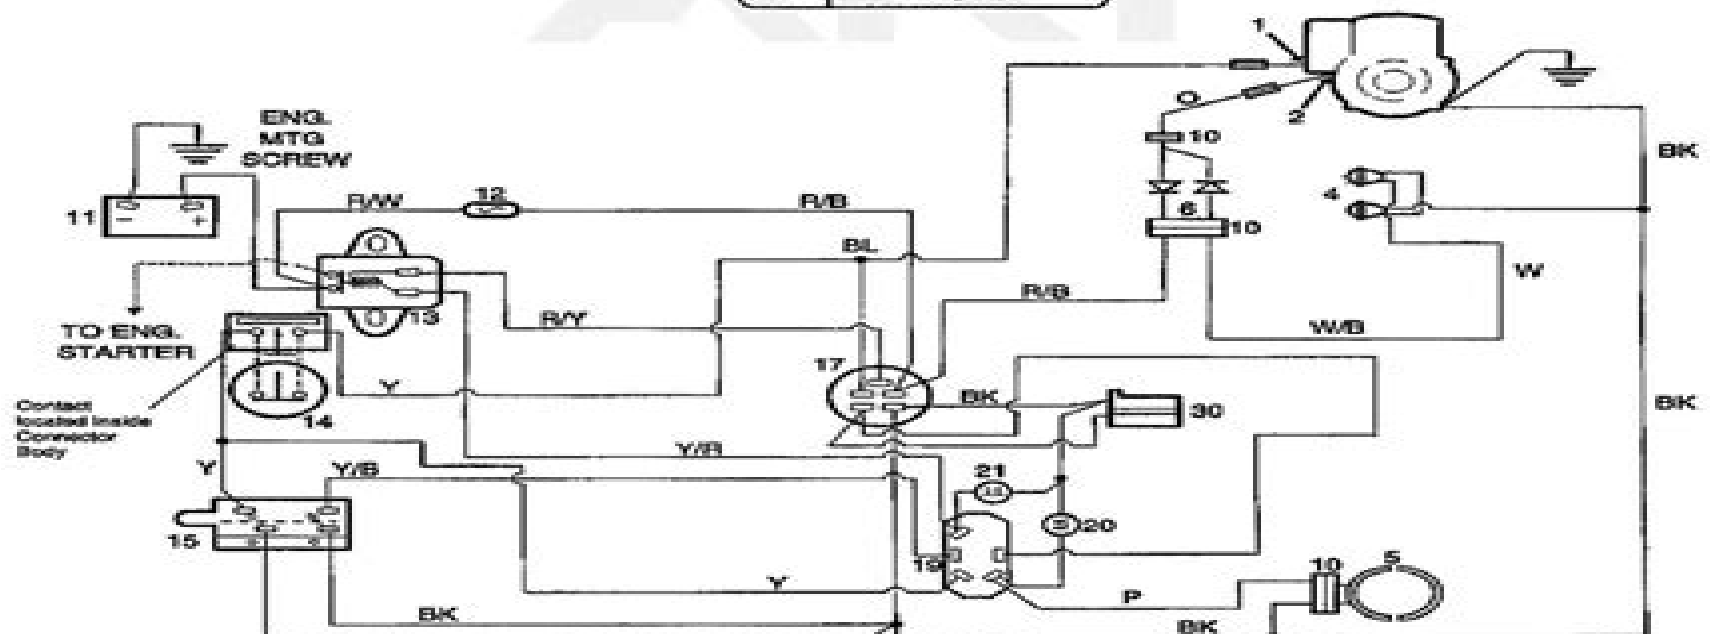 1
O
2
10
ENG.
MTG
SCREW
BK
11
-
+
R/W
12
R/B
4
6
10
BL
W
R/B
13
R/Y
W/B
TO ENG.
STARTER
17
Y
BK
30
BK
Contact
located inside
Connector
Body
14
Y/R
Y
Y/B
21
20
15
19
10
5
Y
P
BK
BK